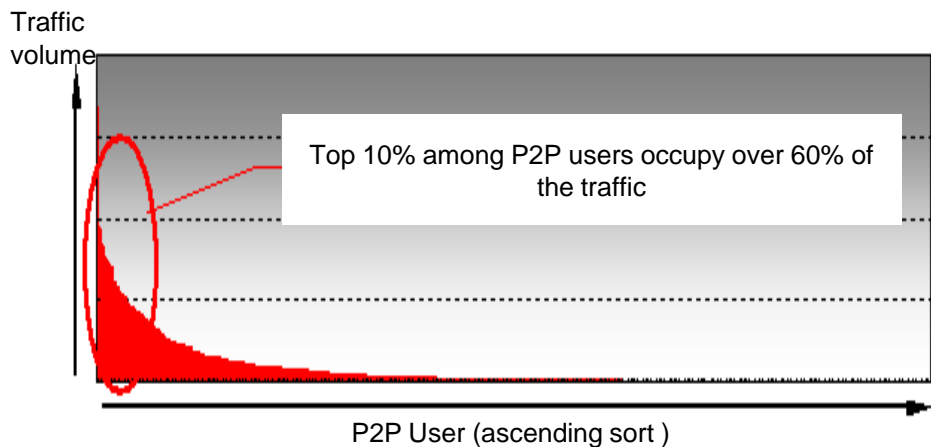 Traffic
volume
Top 10% among P2P users occupy over 60% of
the traffic
P2P User (ascending sort )